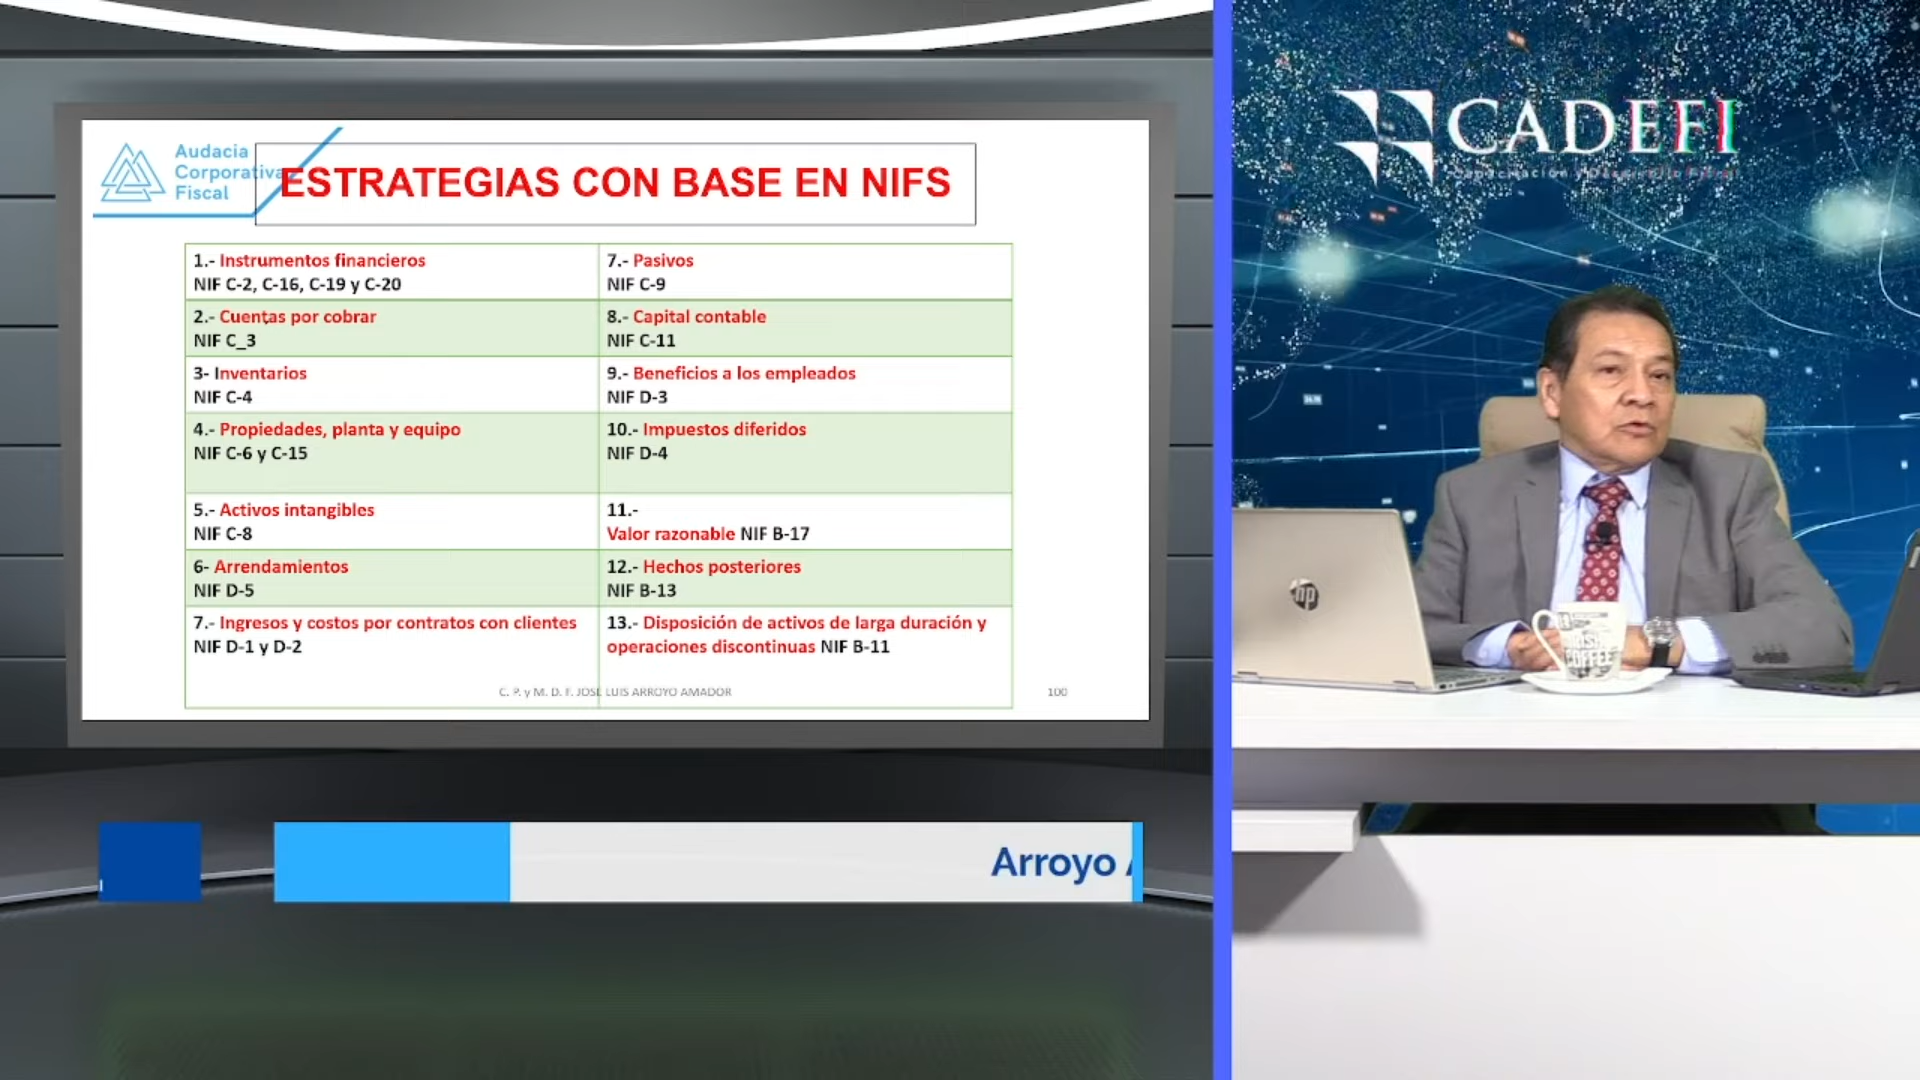 Audacia
Corporativa
Fiscal
ESTRATEGIAS CON BASE EN NIFS
1.- Instrumentos financieros
NIF C-2, C-16, C-19 y C-20
7.- Pasivos
NIF C-9
2.- Cuentas por cobrar
NIF C_3
8.- Capital contable
NIF C-11
3- Inventarios
NIF C-4
9.- Beneficios a los empleados
NIF D-3
4.- Propiedades, planta y equipo
NIF C-6 y C-15
10.- Impuestos diferidos
NIF D-4
5.- Activos intangibles
NIF C-8
11.-
Valor razonable NIF B-17
6- Arrendamientos
NIF D-5
12.- Hechos posteriores
NIF B-13
7.- Ingresos y costos por contratos con clientes
NIF D-1 y D-2
13.- Disposición de activos de larga duración y
operaciones discontinuas NIF B-11
C. P. y M. D. F. JOSE LUIS ARROYO AMADOR
100
Arroyo
CADEFI
Capacitación y Desarrollo Fiscal
hp
COFFEE